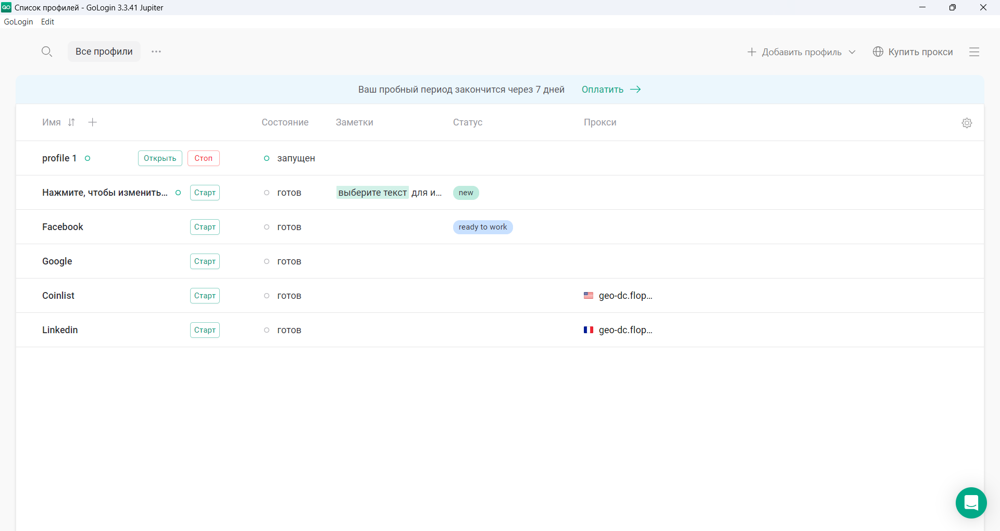 Список профилей - GoLogin 3.3.41 Jupiter
GoLogin Edit
Все профили ··· Добавить профиль Купить прокси
Ваш пробный период закончится через 7 дней Оплатить →
Имя Состояние Заметки Статус Прокси
profile 1 Открыть Стоп запущен
Нажмите, чтобы изменить... Старт готов выберите текст для и... new
Facebook Старт готов ready to work
Google Старт готов
Coinlist Старт готов geo-dc.flop...
Linkedin Старт готов geo-dc.flop...